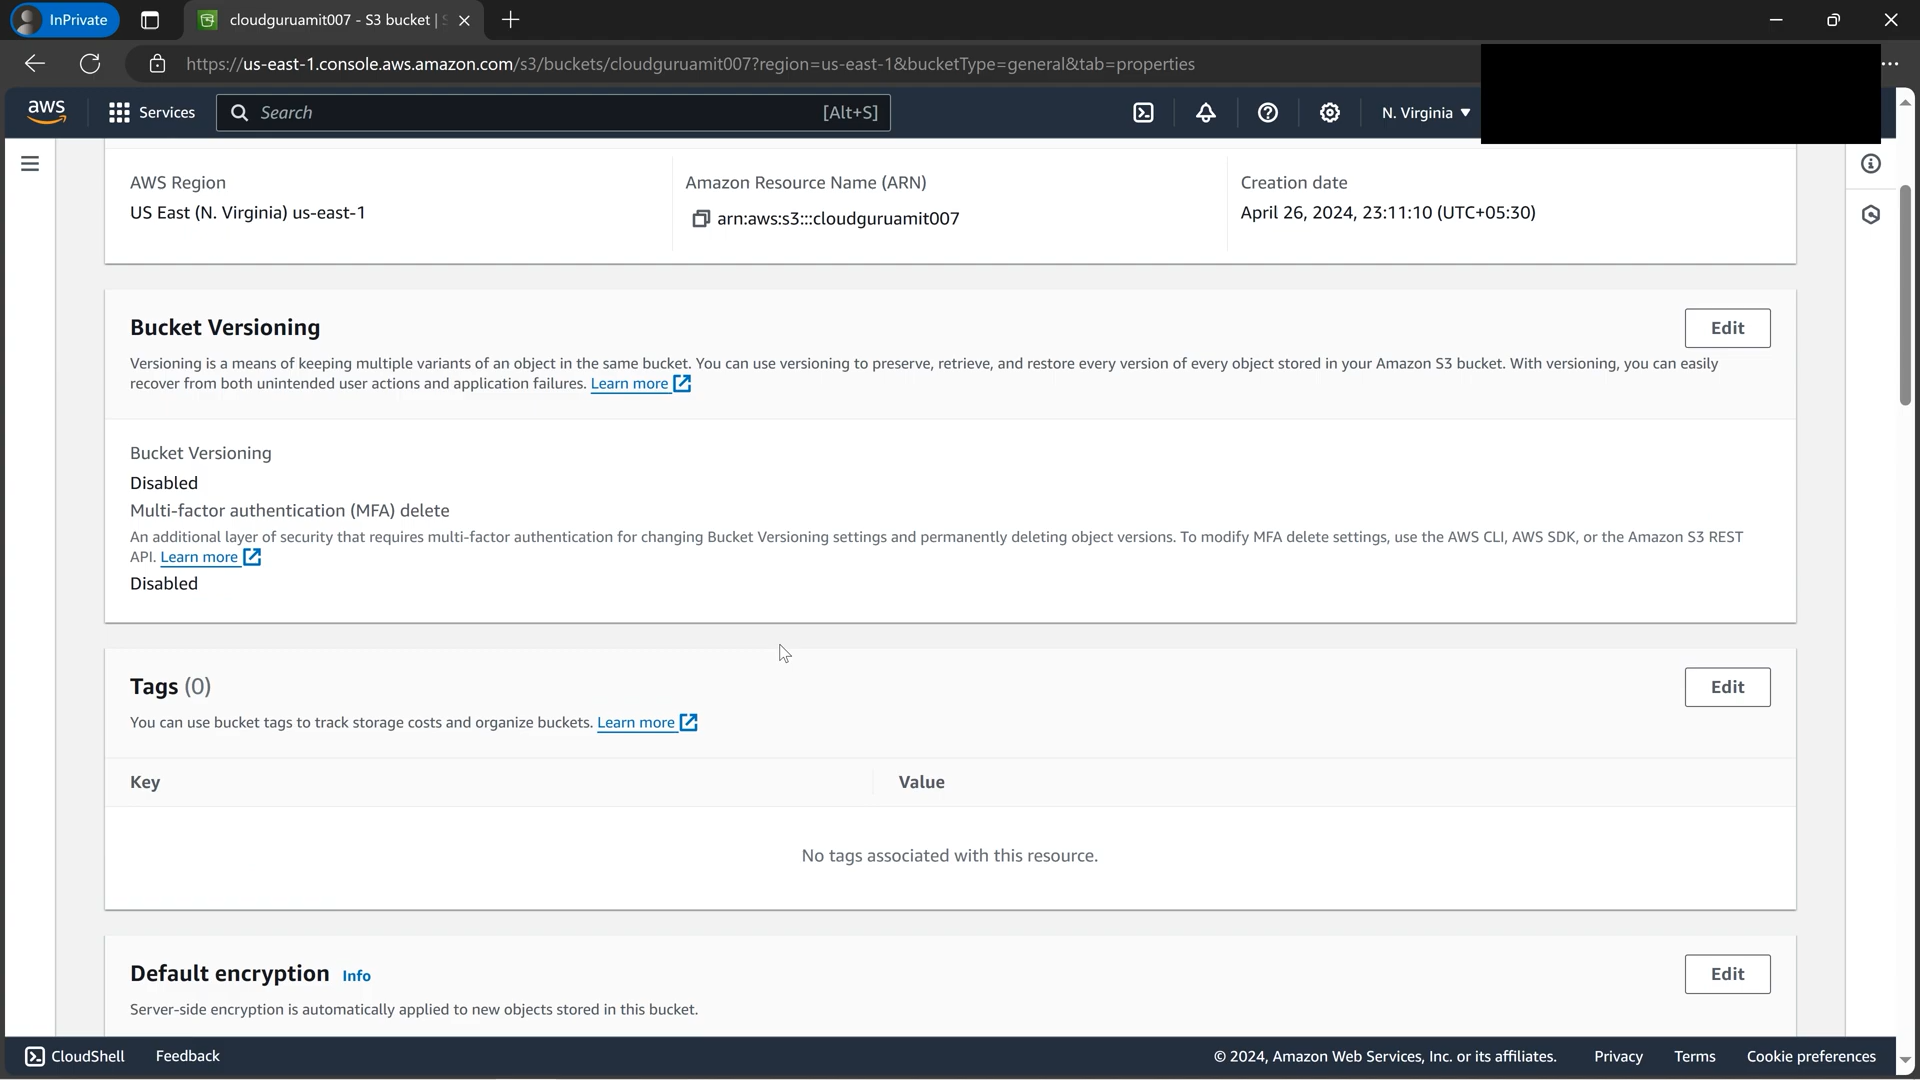 InPrivate
cloudguruamit007 - S3 bucket |
https://us-east-1.console.aws.amazon.com/s3/buckets/cloudguruamit007?region=us-east-1&bucketType=general&tab=properties
aws
Services
Search
[Alt+S]
N. Virginia
AWS Region
US East (N. Virginia) us-east-1
Amazon Resource Name (ARN)
arn:aws:s3:::cloudguruamit007
Creation date
April 26, 2024, 23:11:10 (UTC+05:30)
Bucket Versioning
Edit
Versioning is a means of keeping multiple variants of an object in the same bucket. You can use versioning to preserve, retrieve, and restore every version of every object stored in your Amazon S3 bucket. With versioning, you can easily
recover from both unintended user actions and application failures. Learn more
Bucket Versioning
Disabled
Multi-factor authentication (MFA) delete
An additional layer of security that requires multi-factor authentication for changing Bucket Versioning settings and permanently deleting object versions. To modify MFA delete settings, use the AWS CLI, AWS SDK, or the Amazon S3 REST
API. Learn more
Disabled
Tags (0)
Edit
You can use bucket tags to track storage costs and organize buckets. Learn more
Key
Value
No tags associated with this resource.
Default encryption Info
Edit
Server-side encryption is automatically applied to new objects stored in this bucket.
CloudShell
Feedback
© 2024, Amazon Web Services, Inc. or its affiliates.
Privacy
Terms
Cookie preferences